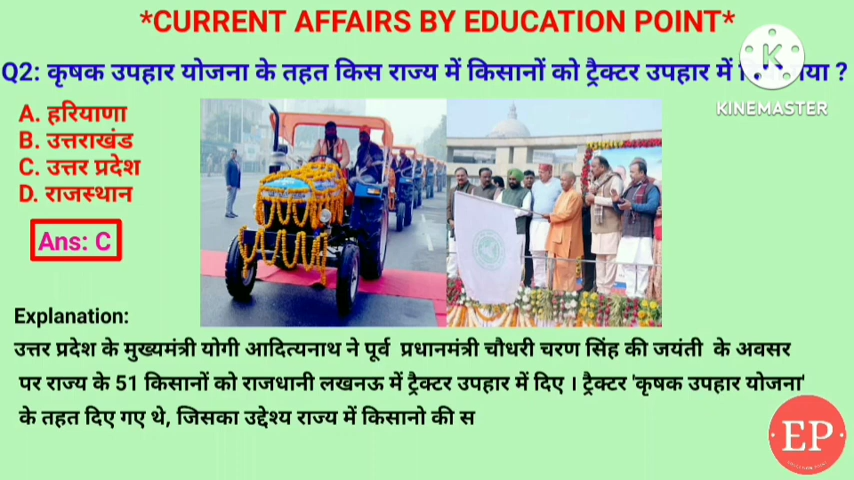 *CURRENT AFFAIRS BY EDUCATION POINT*
Q2: कृषक उपहार योजना के तहत किस राज्य में किसानों को ट्रैक्टर उपहार में गया ?
KINEMASTER
A. हरियाणा
B. उत्तराखंड
C. उत्तर प्रदेश
D. राजस्थान
Ans: C
Explanation:
उत्तर प्रदेश के मुख्यमंत्री योगी आदित्यनाथ ने पूर्व प्रधानमंत्री चौधरी चरण सिंह की जयंती के अवसर
पर राज्य के 51 किसानों को राजधानी लखनऊ में ट्रैक्टर उपहार में दिए । ट्रैक्टर 'कृषक उपहार योजना'
के तहत दिए गए थे, जिसका उद्देश्य राज्य में किसानो की स
EP